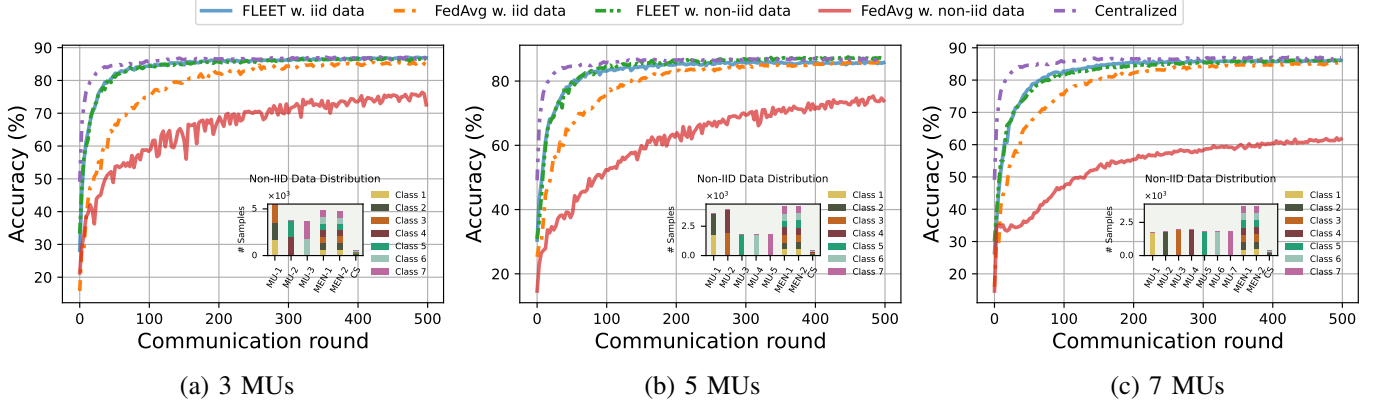 FLEET w. iid data FedAvg w. iid data FLEET w. non-iid data FedAvg w. non-iid data Centralized
90
80
70
60
50
40
30
20
Accuracy (%)
0 100 200 300 400 500
Communication round
Non-IID Data Distribution
×10³
5
0
# Samples
MU-1 MU-2 MU-3 MEN-1 MEN-2 CS
Class 1
Class 2
Class 3
Class 4
Class 5
Class 6
Class 7
(a) 3 MUs
80
60
40
20
Accuracy (%)
0 100 200 300 400 500
Communication round
Non-IID Data Distribution
×10³
2.5
0.0
# Samples
MU-1 MU-2 MU-3 MU-4 MU-5 MEN-1 MEN-2 CS
Class 1
Class 2
Class 3
Class 4
Class 5
Class 6
Class 7
(b) 5 MUs
90
80
70
60
50
40
30
20
Accuracy (%)
0 100 200 300 400 500
Communication round
Non-IID Data Distribution
×10³
2.5
0.0
# Samples
MU-1 MU-2 MU-3 MU-4 MU-5 MU-6 MU-7 MEN-1 MEN-2 CS
Class 1
Class 2
Class 3
Class 4
Class 5
Class 6
Class 7
(c) 7 MUs